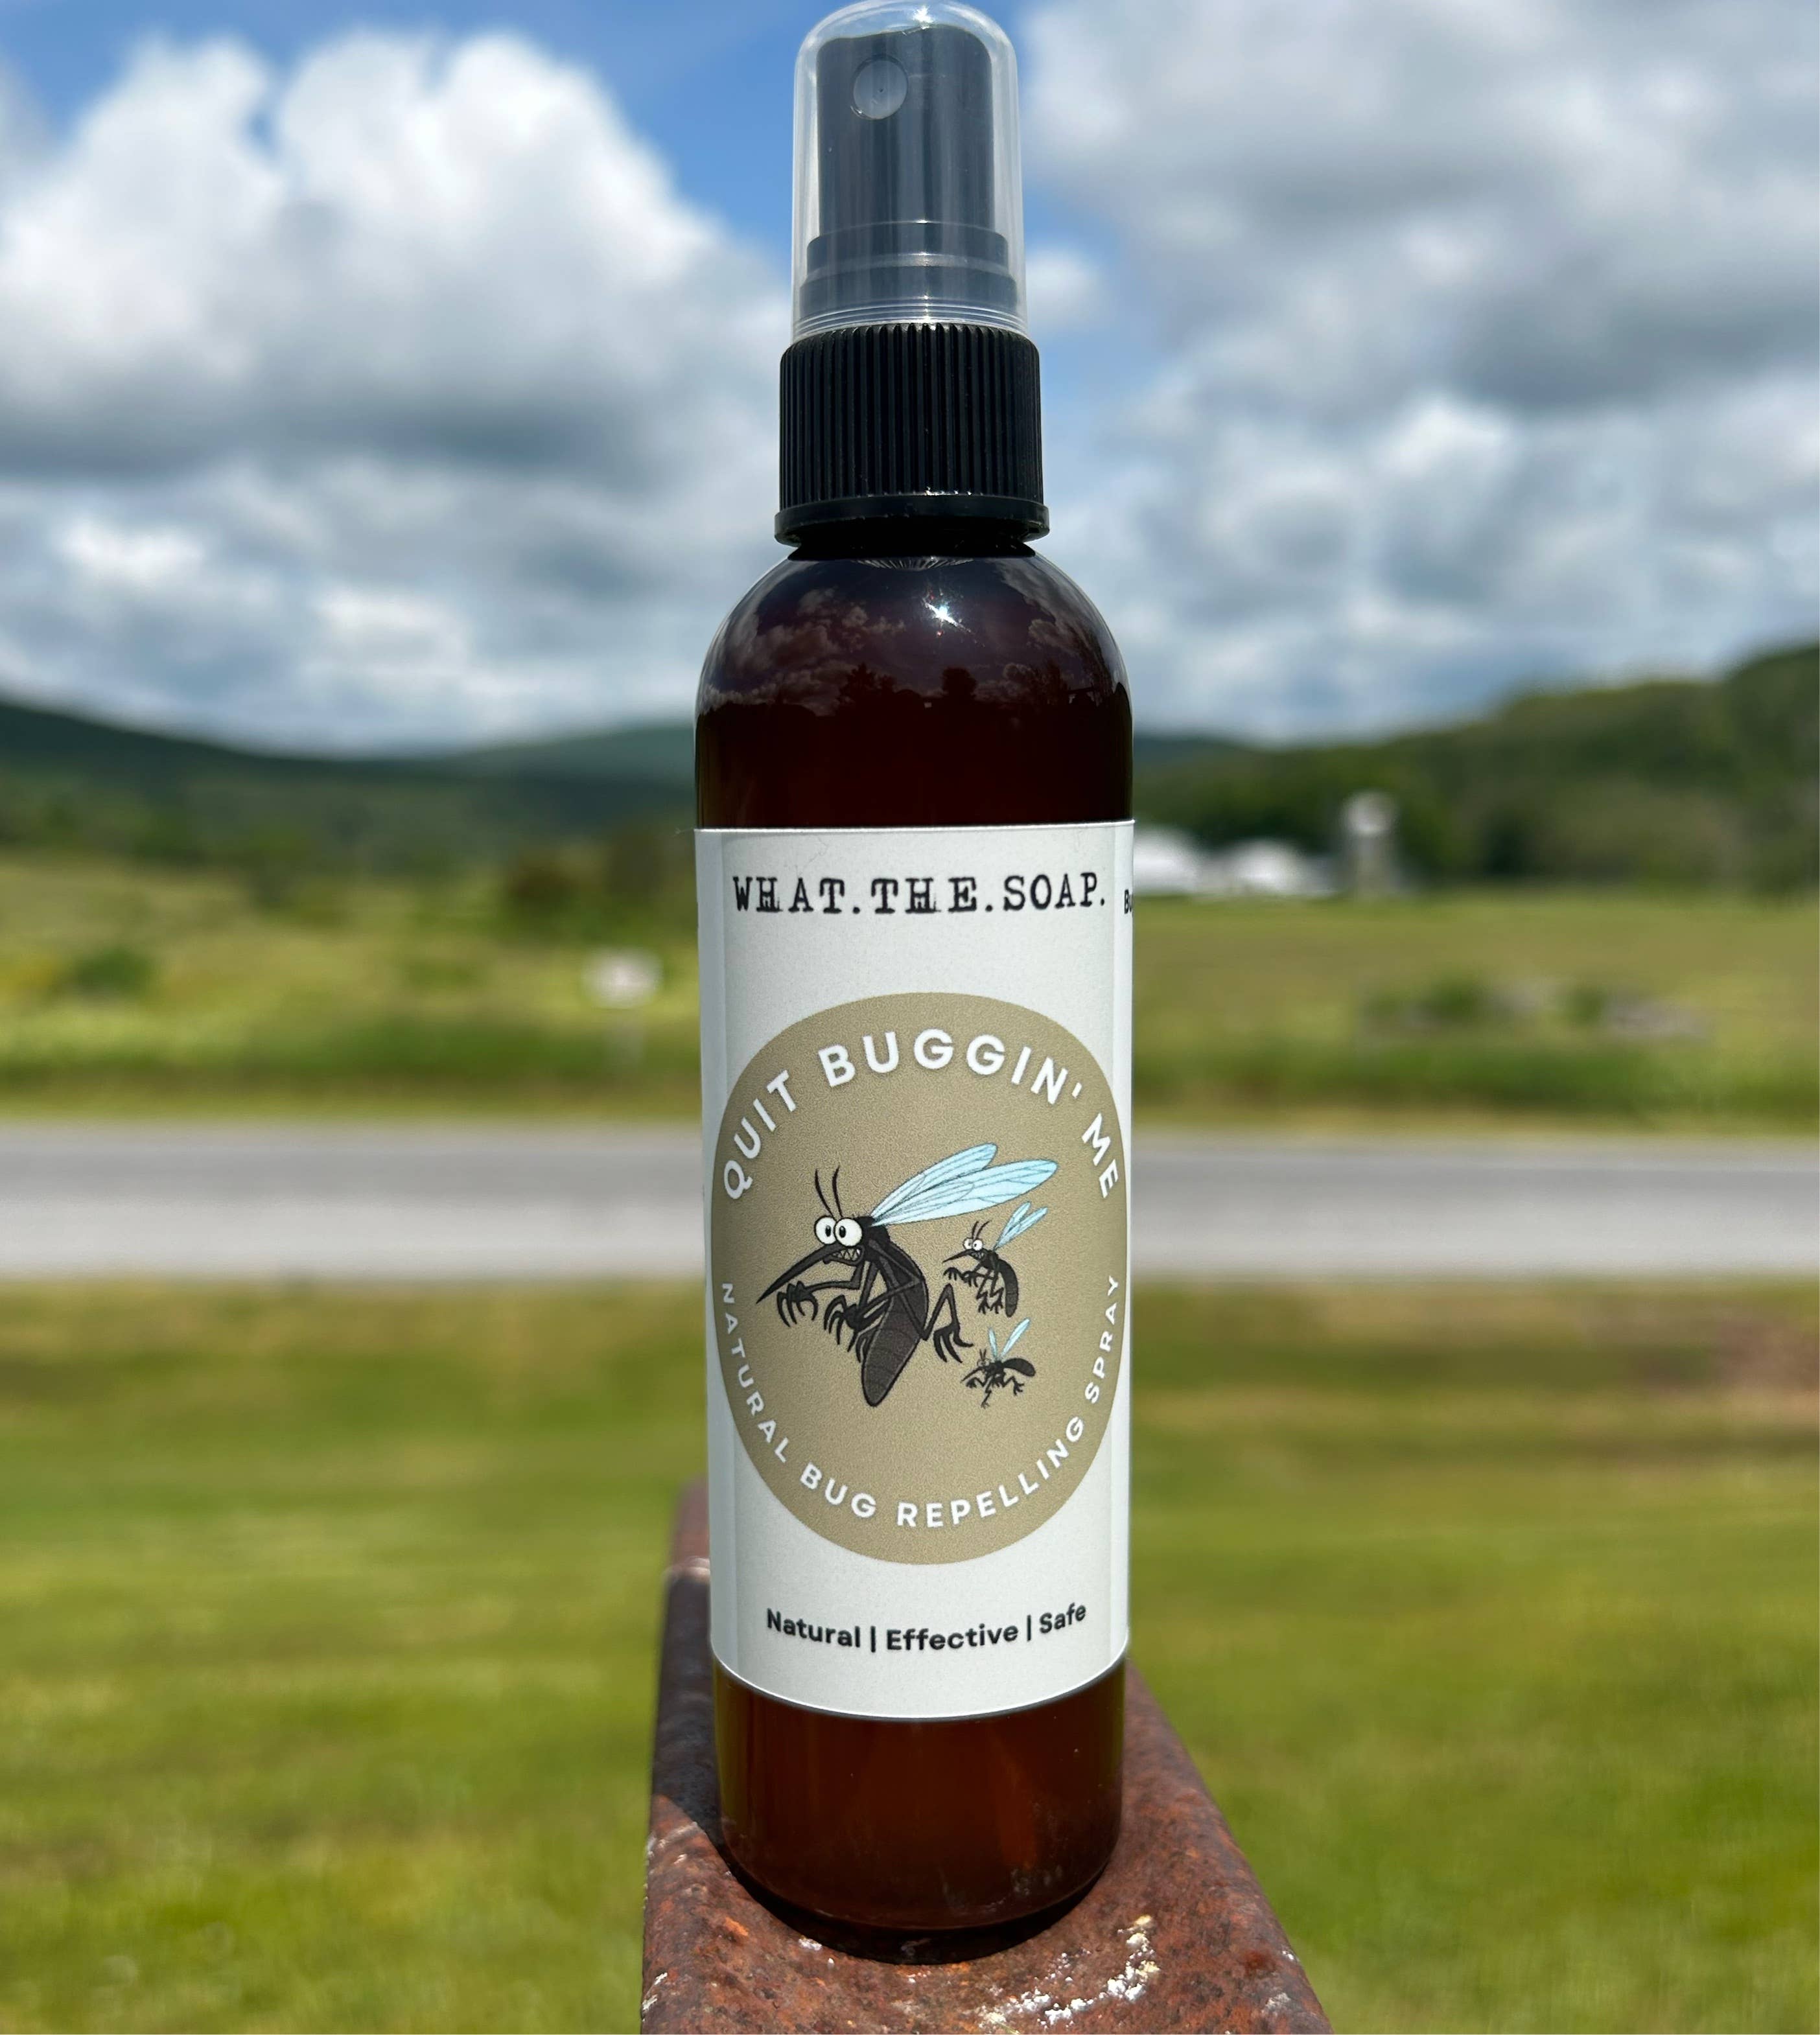 WHAT.THE.SOAP.
QUIT BUGGIN' ME
NATURAL BUG REPELLING SPRAY
Natural | Effective | Safe